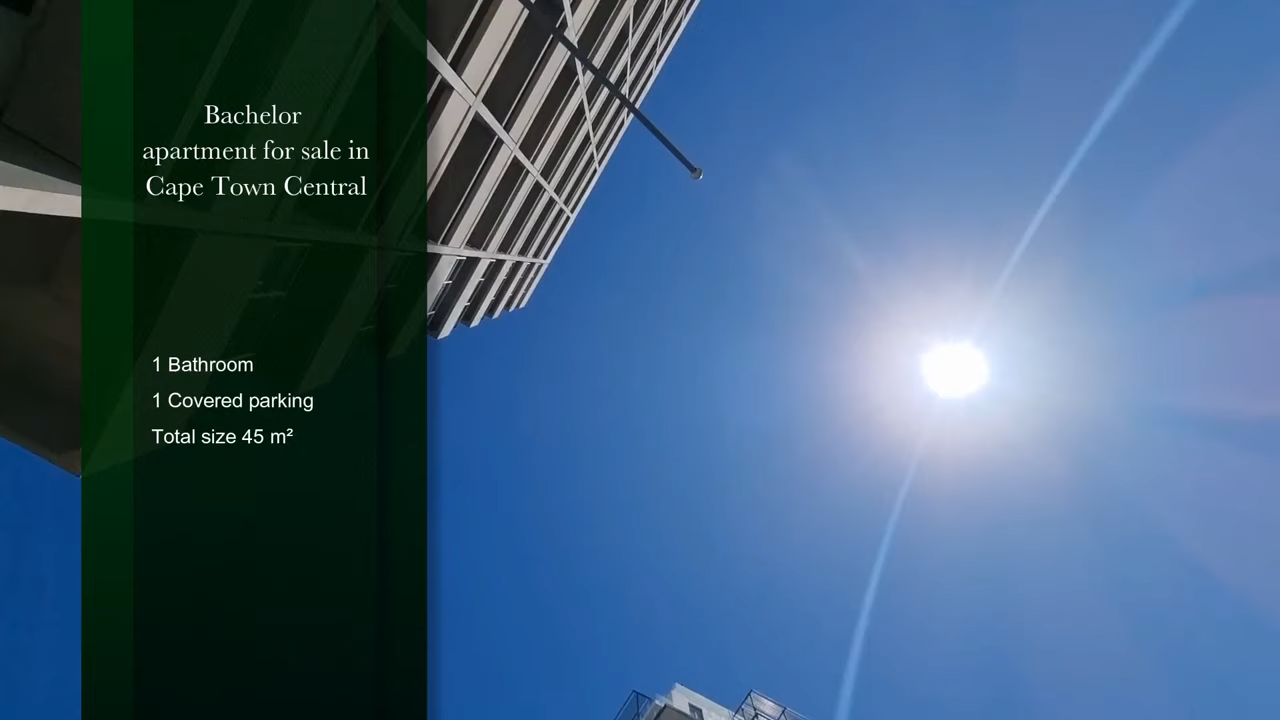 Bachelor
apartment for sale in
Cape Town Central
1 Bathroom
1 Covered parking
Total size 45 m²